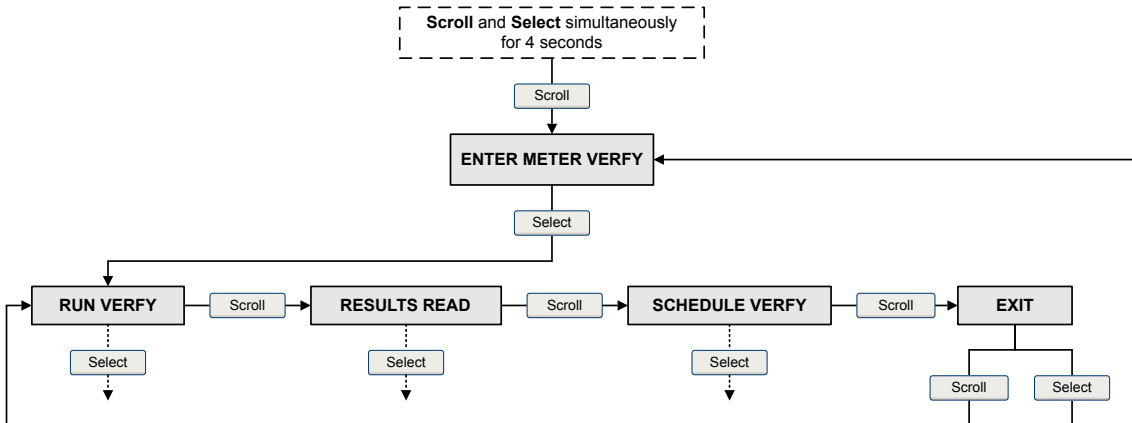 Scroll and Select simultaneously
for 4 seconds
Scroll
ENTER METER VERFY
Select
RUN VERFY
Scroll
RESULTS READ
Scroll
SCHEDULE VERFY
Scroll
EXIT
Select
Select
Select
Scroll
Select